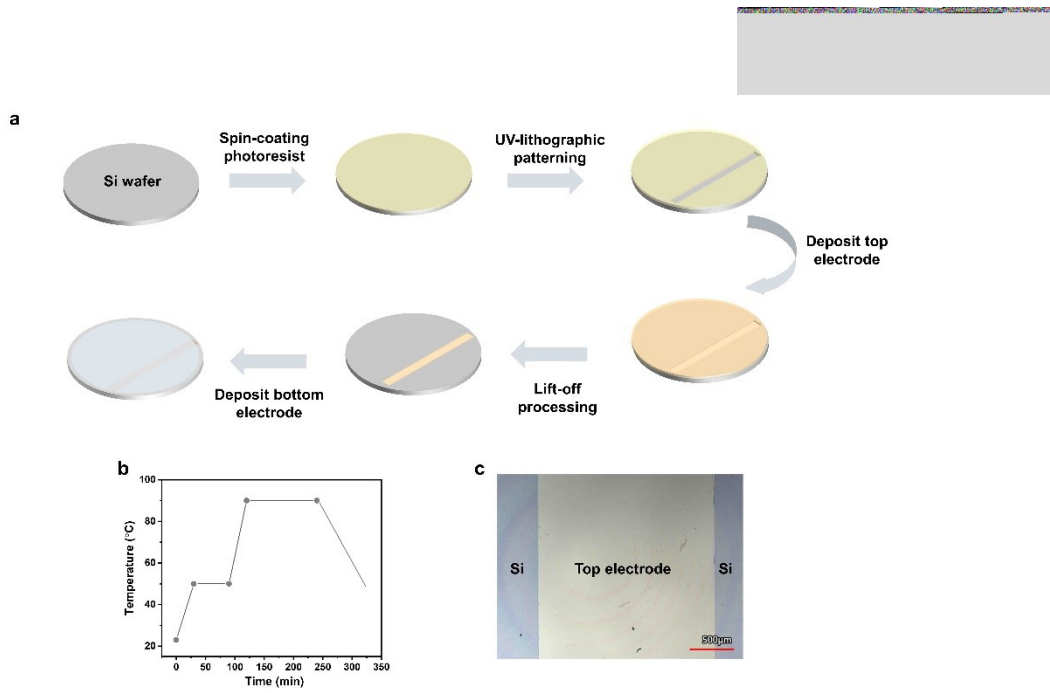 a
Spin-coating
photoresist
UV-lithographic
patterning
Si wafer
Deposit top
electrode
Deposit bottom
electrode
Lift-off
processing
b
100
80
60
40
20
Temperature (°C)
0 50 100 150 200 250 300 350
Time (min)
c
Si
Top electrode
Si
500μm